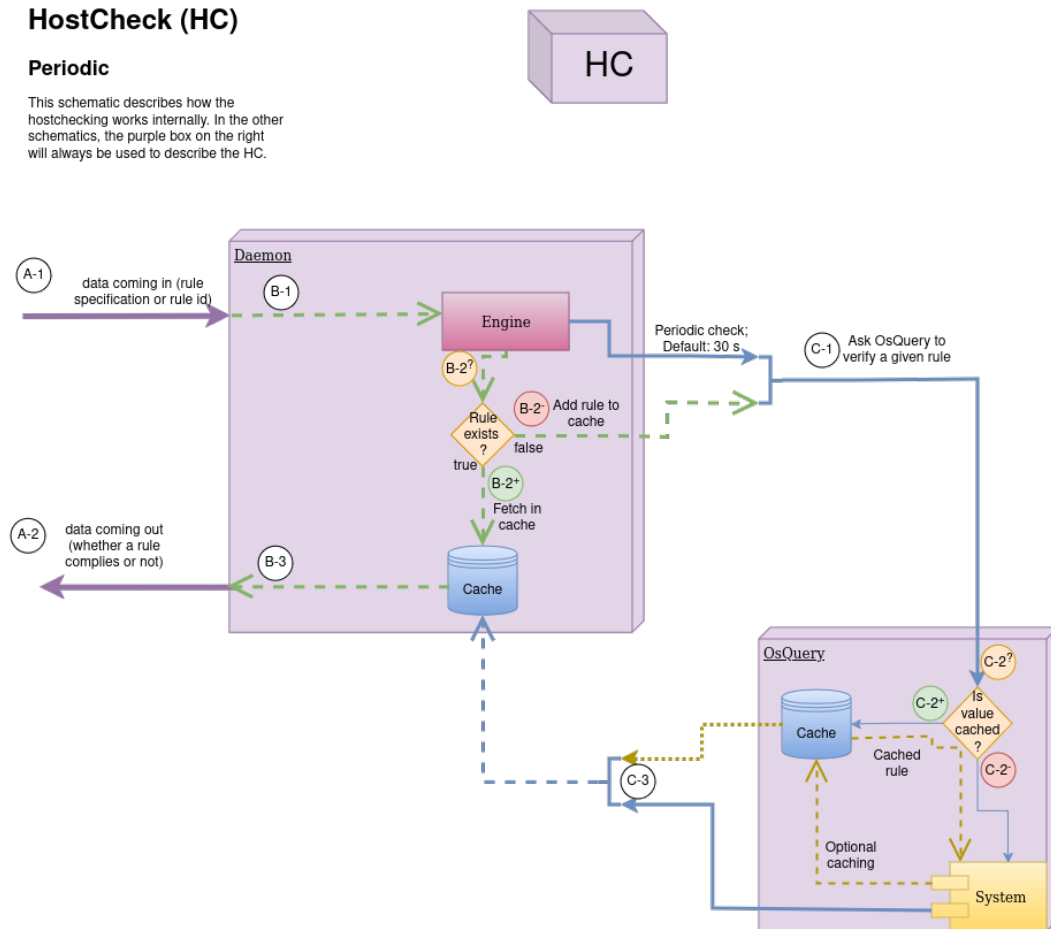 HostCheck (HC)
HC
Periodic
This schematic describes how the
hostchecking works internally. In the other
schematics, the purple box on the right
will always be used to describe the HC.
Daemon
A-1
data coming in (rule
specification or rule id)
B-1
Engine
Periodic check;
Default: 30 s
C-1
Ask OsQuery to
verify a given rule
B-2?
B-2-
Add rule to
cache
Rule
exists
?
false
true
B-2+
Fetch in
cache
A-2
data coming out
(whether a rule
complies or not)
B-3
Cache
OsQuery
C-2?
C-2+
Is
value
cached
?
Cache
Cached
rule
C-2-
C-3
Optional
caching
System